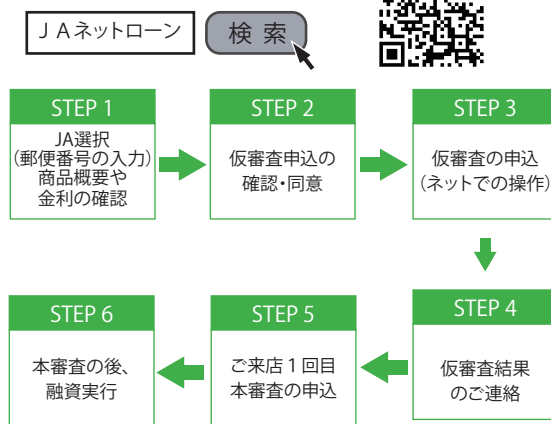 ＪＡネットローン
検索
STEP 1
JA選択
(郵便番号の入力)
商品概要や
金利の確認
STEP 2
仮審査申込の
確認・同意
STEP 3
仮審査の申込
(ネットでの操作)
STEP 4
仮審査結果
のご連絡
STEP 5
ご来店１回目
本審査の申込
STEP 6
本審査の後、
融資実行